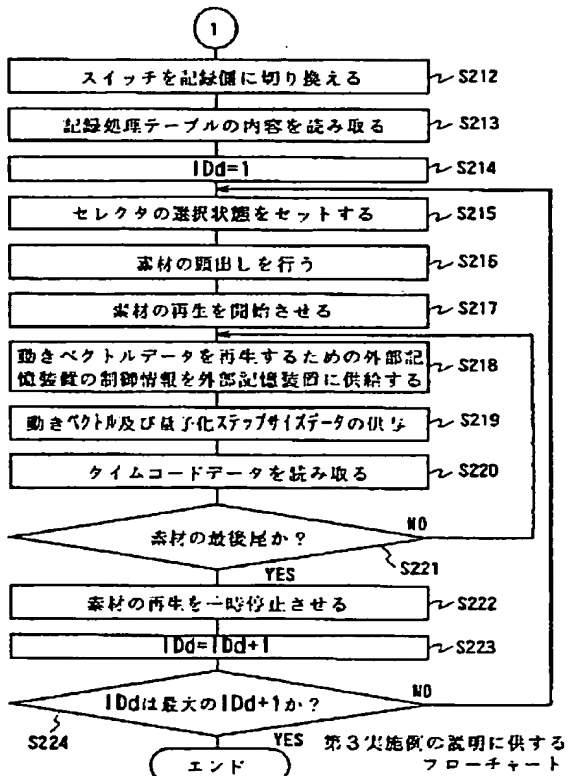 1
スイッチを記録側に切り換える
S212
記録処理テーブルの内容を読み取る
S213
IDd=1
S214
セレクタの選択状態をセットする
S215
素材の頭出しを行う
S216
素材の再生を開始させる
S217
動きベクトルデータを再生するための外部記
憶装置の制御情報を外部記憶装置に供給する
S218
動きベクトル及び量子化ステップサイズデータの供与
S219
タイムコードデータを読み取る
S220
素材の最後尾か?
NO
S221
YES
素材の再生を一時停止させる
S222
IDd=IDd+1
S223
IDdは最大のIDd+1か?
NO
S224
YES
エンド
第3実施例の説明に供する
フローチャート